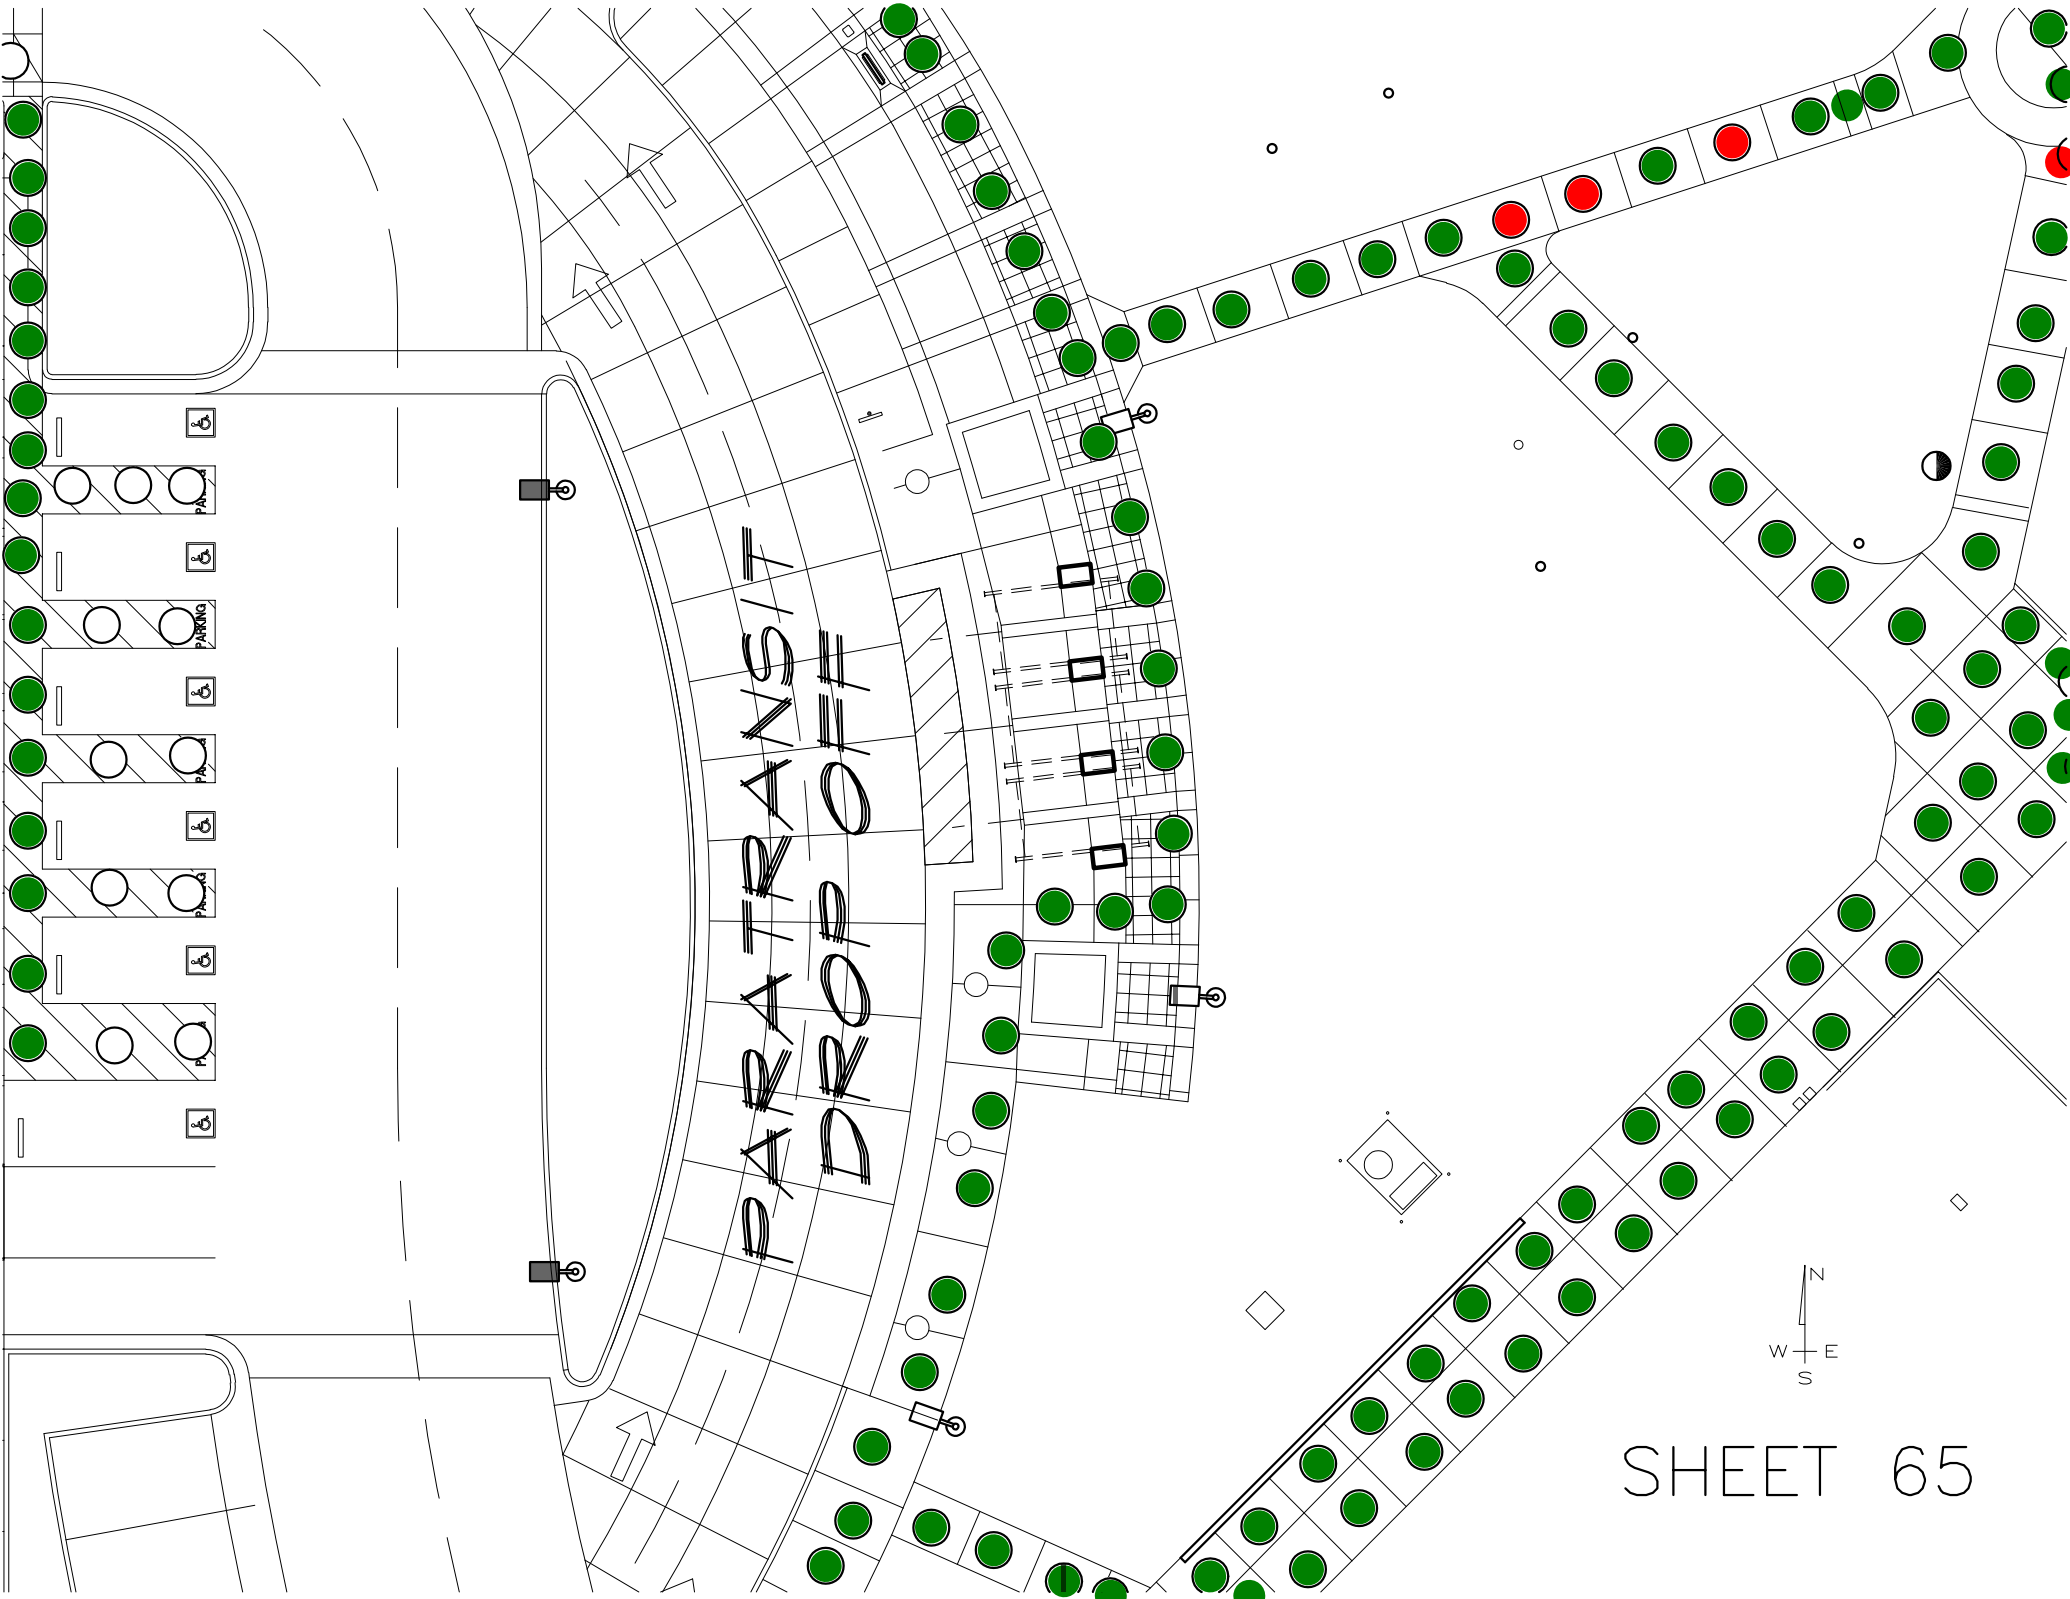 PARKING
PARATRANSIT
DROP OFF
N
W E
S
SHEET 65